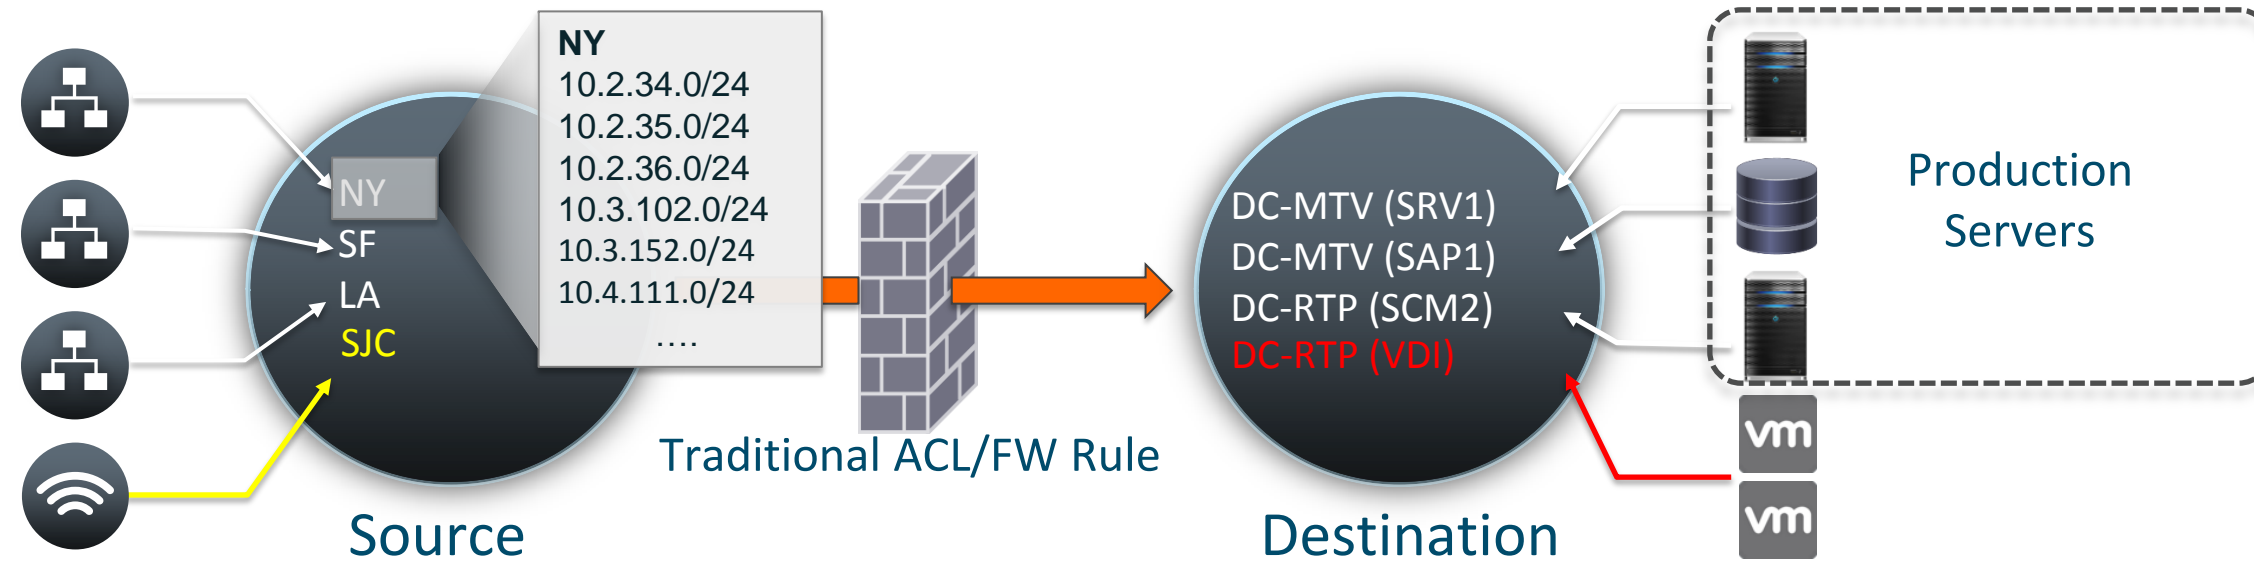 NY
SF
LA
SJC
Source
NY
10.2.34.0/24
10.2.35.0/24
10.2.36.0/24
10.3.102.0/24
10.3.152.0/24
10.4.111.0/24
....
Traditional ACL/FW Rule
DC-MTV (SRV1)
DC-MTV (SAP1)
DC-RTP (SCM2)
DC-RTP (VDI)
Destination
Production
Servers
vm
vm